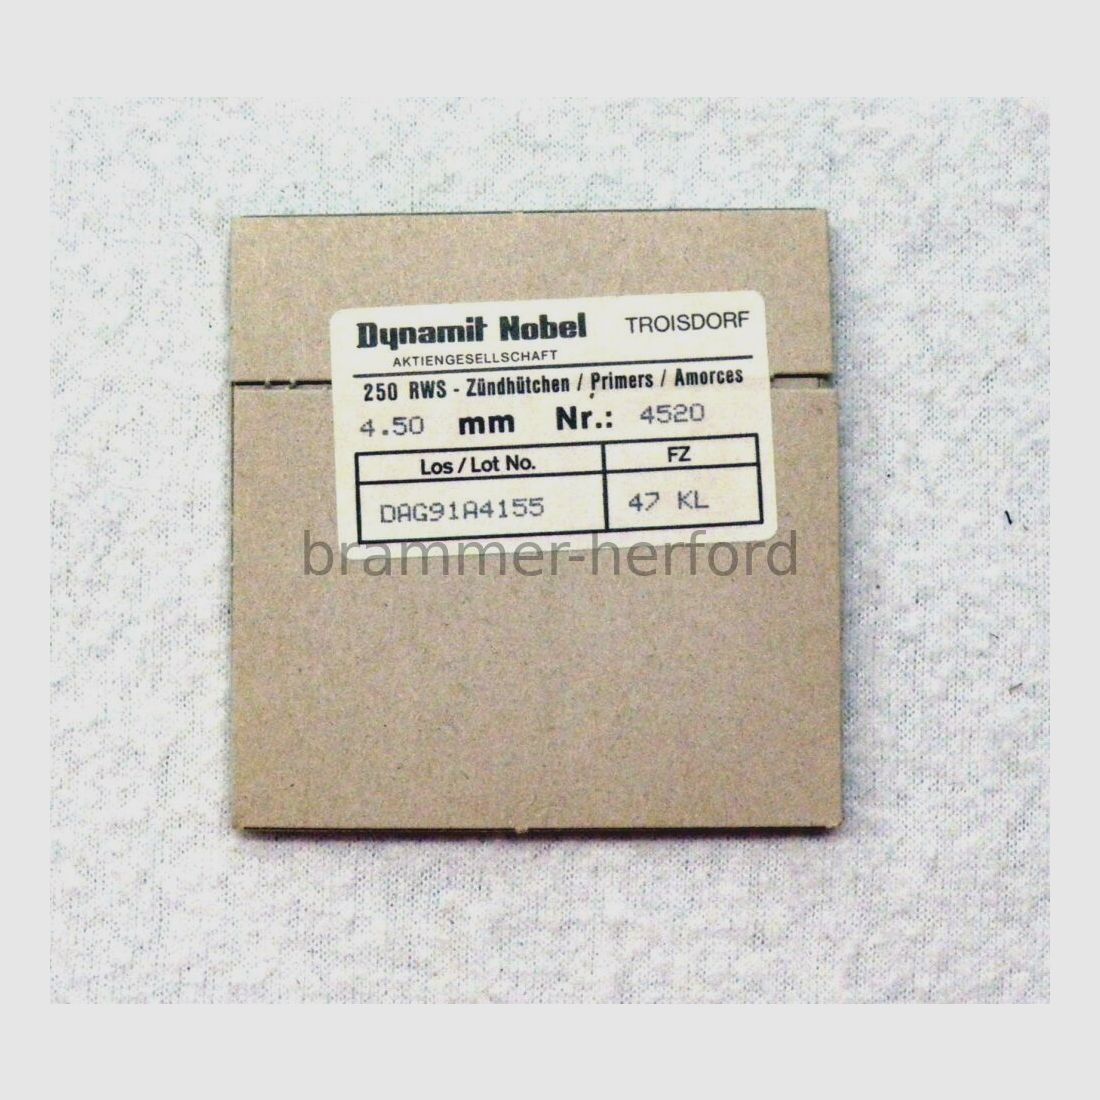 Dynamit Nobel TROISDORF
AKTIENGESELLSCHAFT
250 RWS - Zündhütchen / Primers / Amorces
4.50 mm Nr.: 4520
Los / Lot No. FZ
DAG91A4155 47 KL
brammer-herford